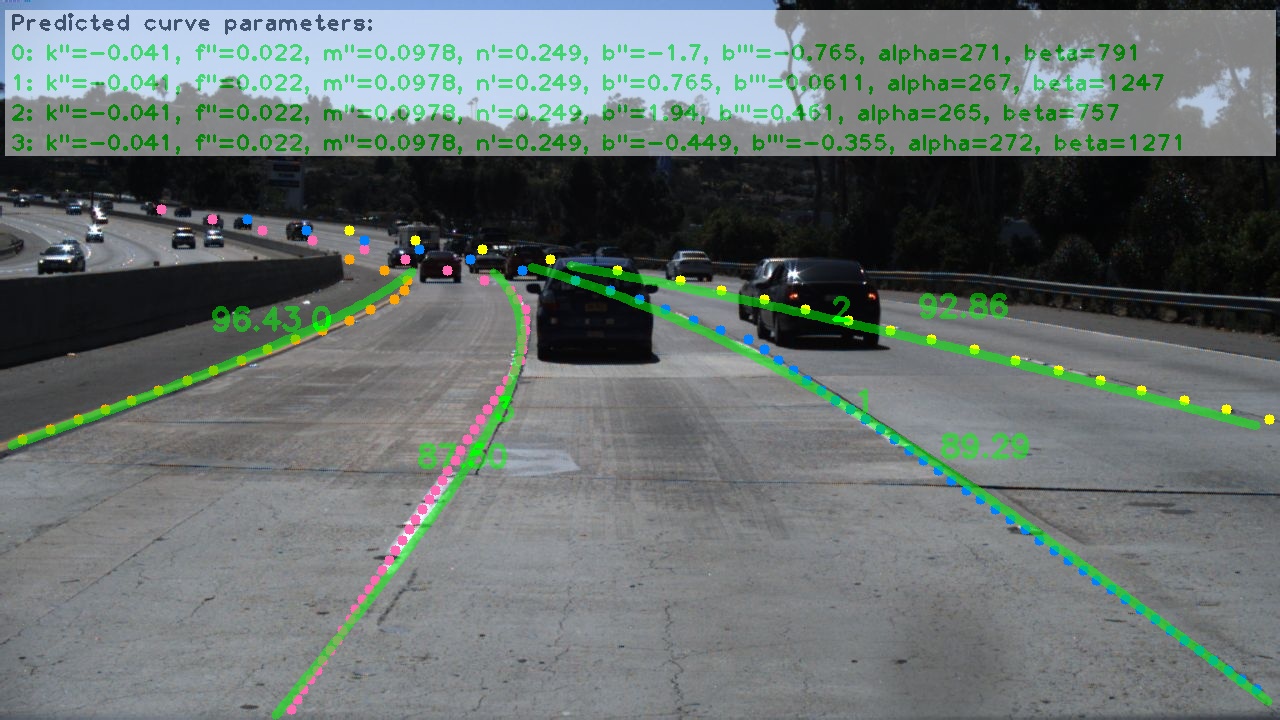 Predicted curve parameters:
0: k''=-0.041, f''=0.022, m''=0.0978, n'=0.249, b''=-1.7, b'''=-0.765, alpha=271, beta=791
1: k''=-0.041, f''=0.022, m''=0.0978, n'=0.249, b''=0.765, b'''=0.0611, alpha=267, beta=1247
2: k''=-0.041, f''=0.022, m''=0.0978, n'=0.249, b''=1.94, b'''=0.461, alpha=265, beta=757
3: k''=-0.041, f''=0.022, m''=0.0978, n'=0.249, b''=-0.449, b'''=-0.355, alpha=272, beta=1271
96.43 0
2 92.86
1
89.29